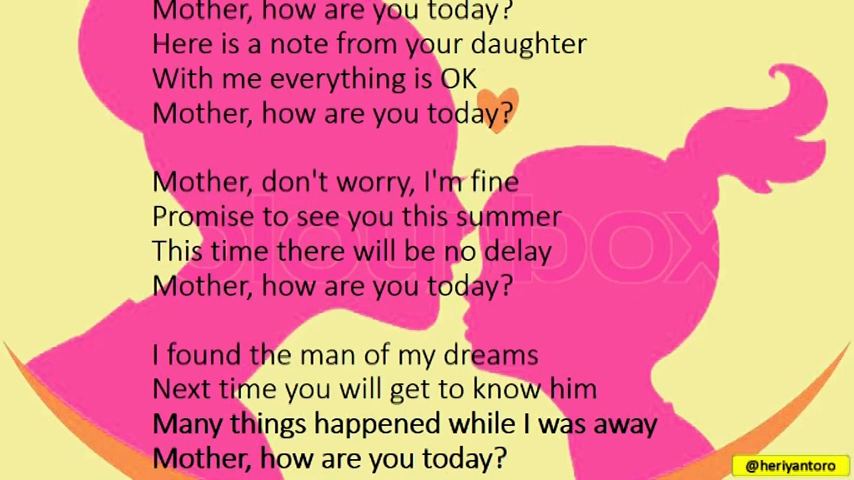 Mother, how are you today?
Here is a note from your daughter
With me everything is OK
Mother, how are you today?
Mother, don't worry, I'm fine
Promise to see you this summer
This time there will be no delay
Mother, how are you today?
I found the man of my dreams
Next time you will get to know him
Many things happened while I was away
Mother, how are you today?
@heriyantoro